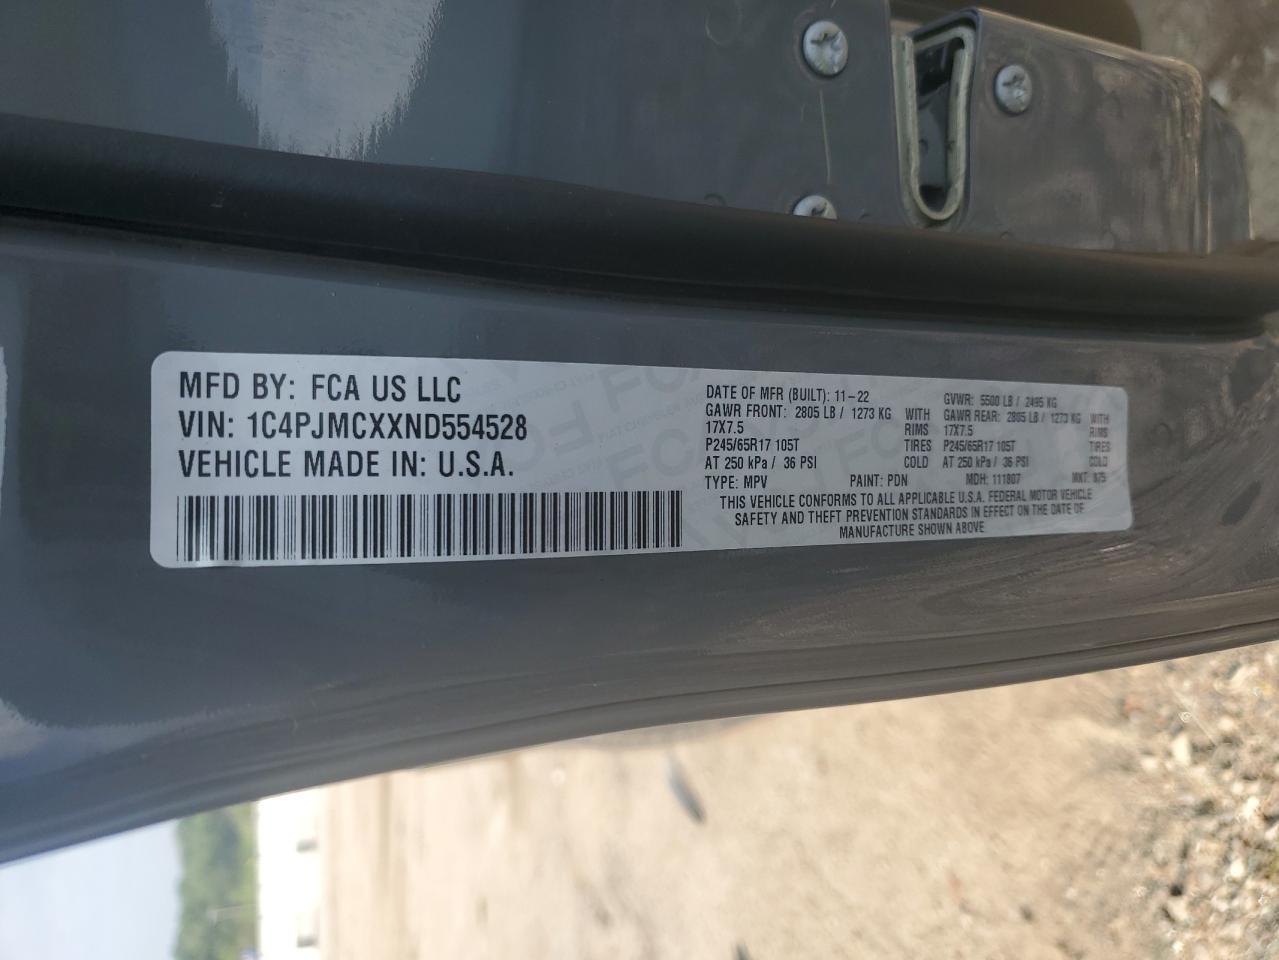 MFD BY: FCA US LLC
VIN: 1C4PJMCXXND554528
VEHICLE MADE IN: U.S.A.
DATE OF MFR (BUILT): 11-22 GVWR: 5500 LB / 2495 KG
GAWR FRONT: 2805 LB / 1273 KG WITH GAWR REAR: 2805 LB / 1273 KG WITH
17X7.5 RIMS 17X7.5 RIMS
P245/65R17 105T TIRES P245/65R17 105T TIRES
AT 250 kPa / 36 PSI COLD AT 250 kPa / 36 PSI COLD
TYPE: MPV PAINT: PDN MDH: 111807 MKT: 875
THIS VEHICLE CONFORMS TO ALL APPLICABLE U.S.A. FEDERAL MOTOR VEHICLE
SAFETY AND THEFT PREVENTION STANDARDS IN EFFECT ON THE DATE OF
MANUFACTURE SHOWN ABOVE.